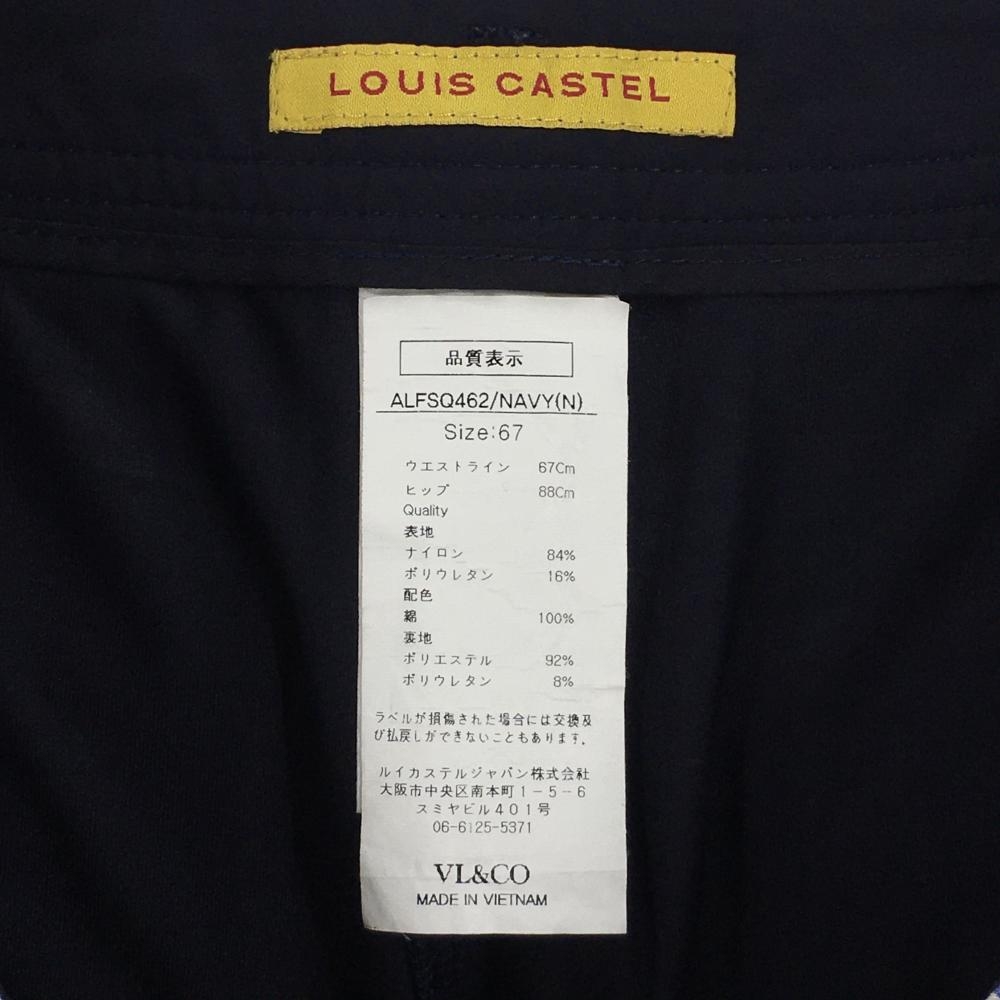 LOUIS CASTEL
品質表示
ALFSQ462/NAVY(N)
Size:67
ウエストライン 67Cm
ヒップ 88Cm
Quality
表地
ナイロン 84%
ポリウレタン 16%
配色
綿 100%
裏地
ポリエステル 92%
ポリウレタン 8%
ラベルが損傷された場合には交換及
び払戻しができないこともあります.
ルイカステルジャパン株式会社
大阪市中央区南本町1-5-6
スミヤビル401号
06-6125-5371
VL&CO
MADE IN VIETNAM